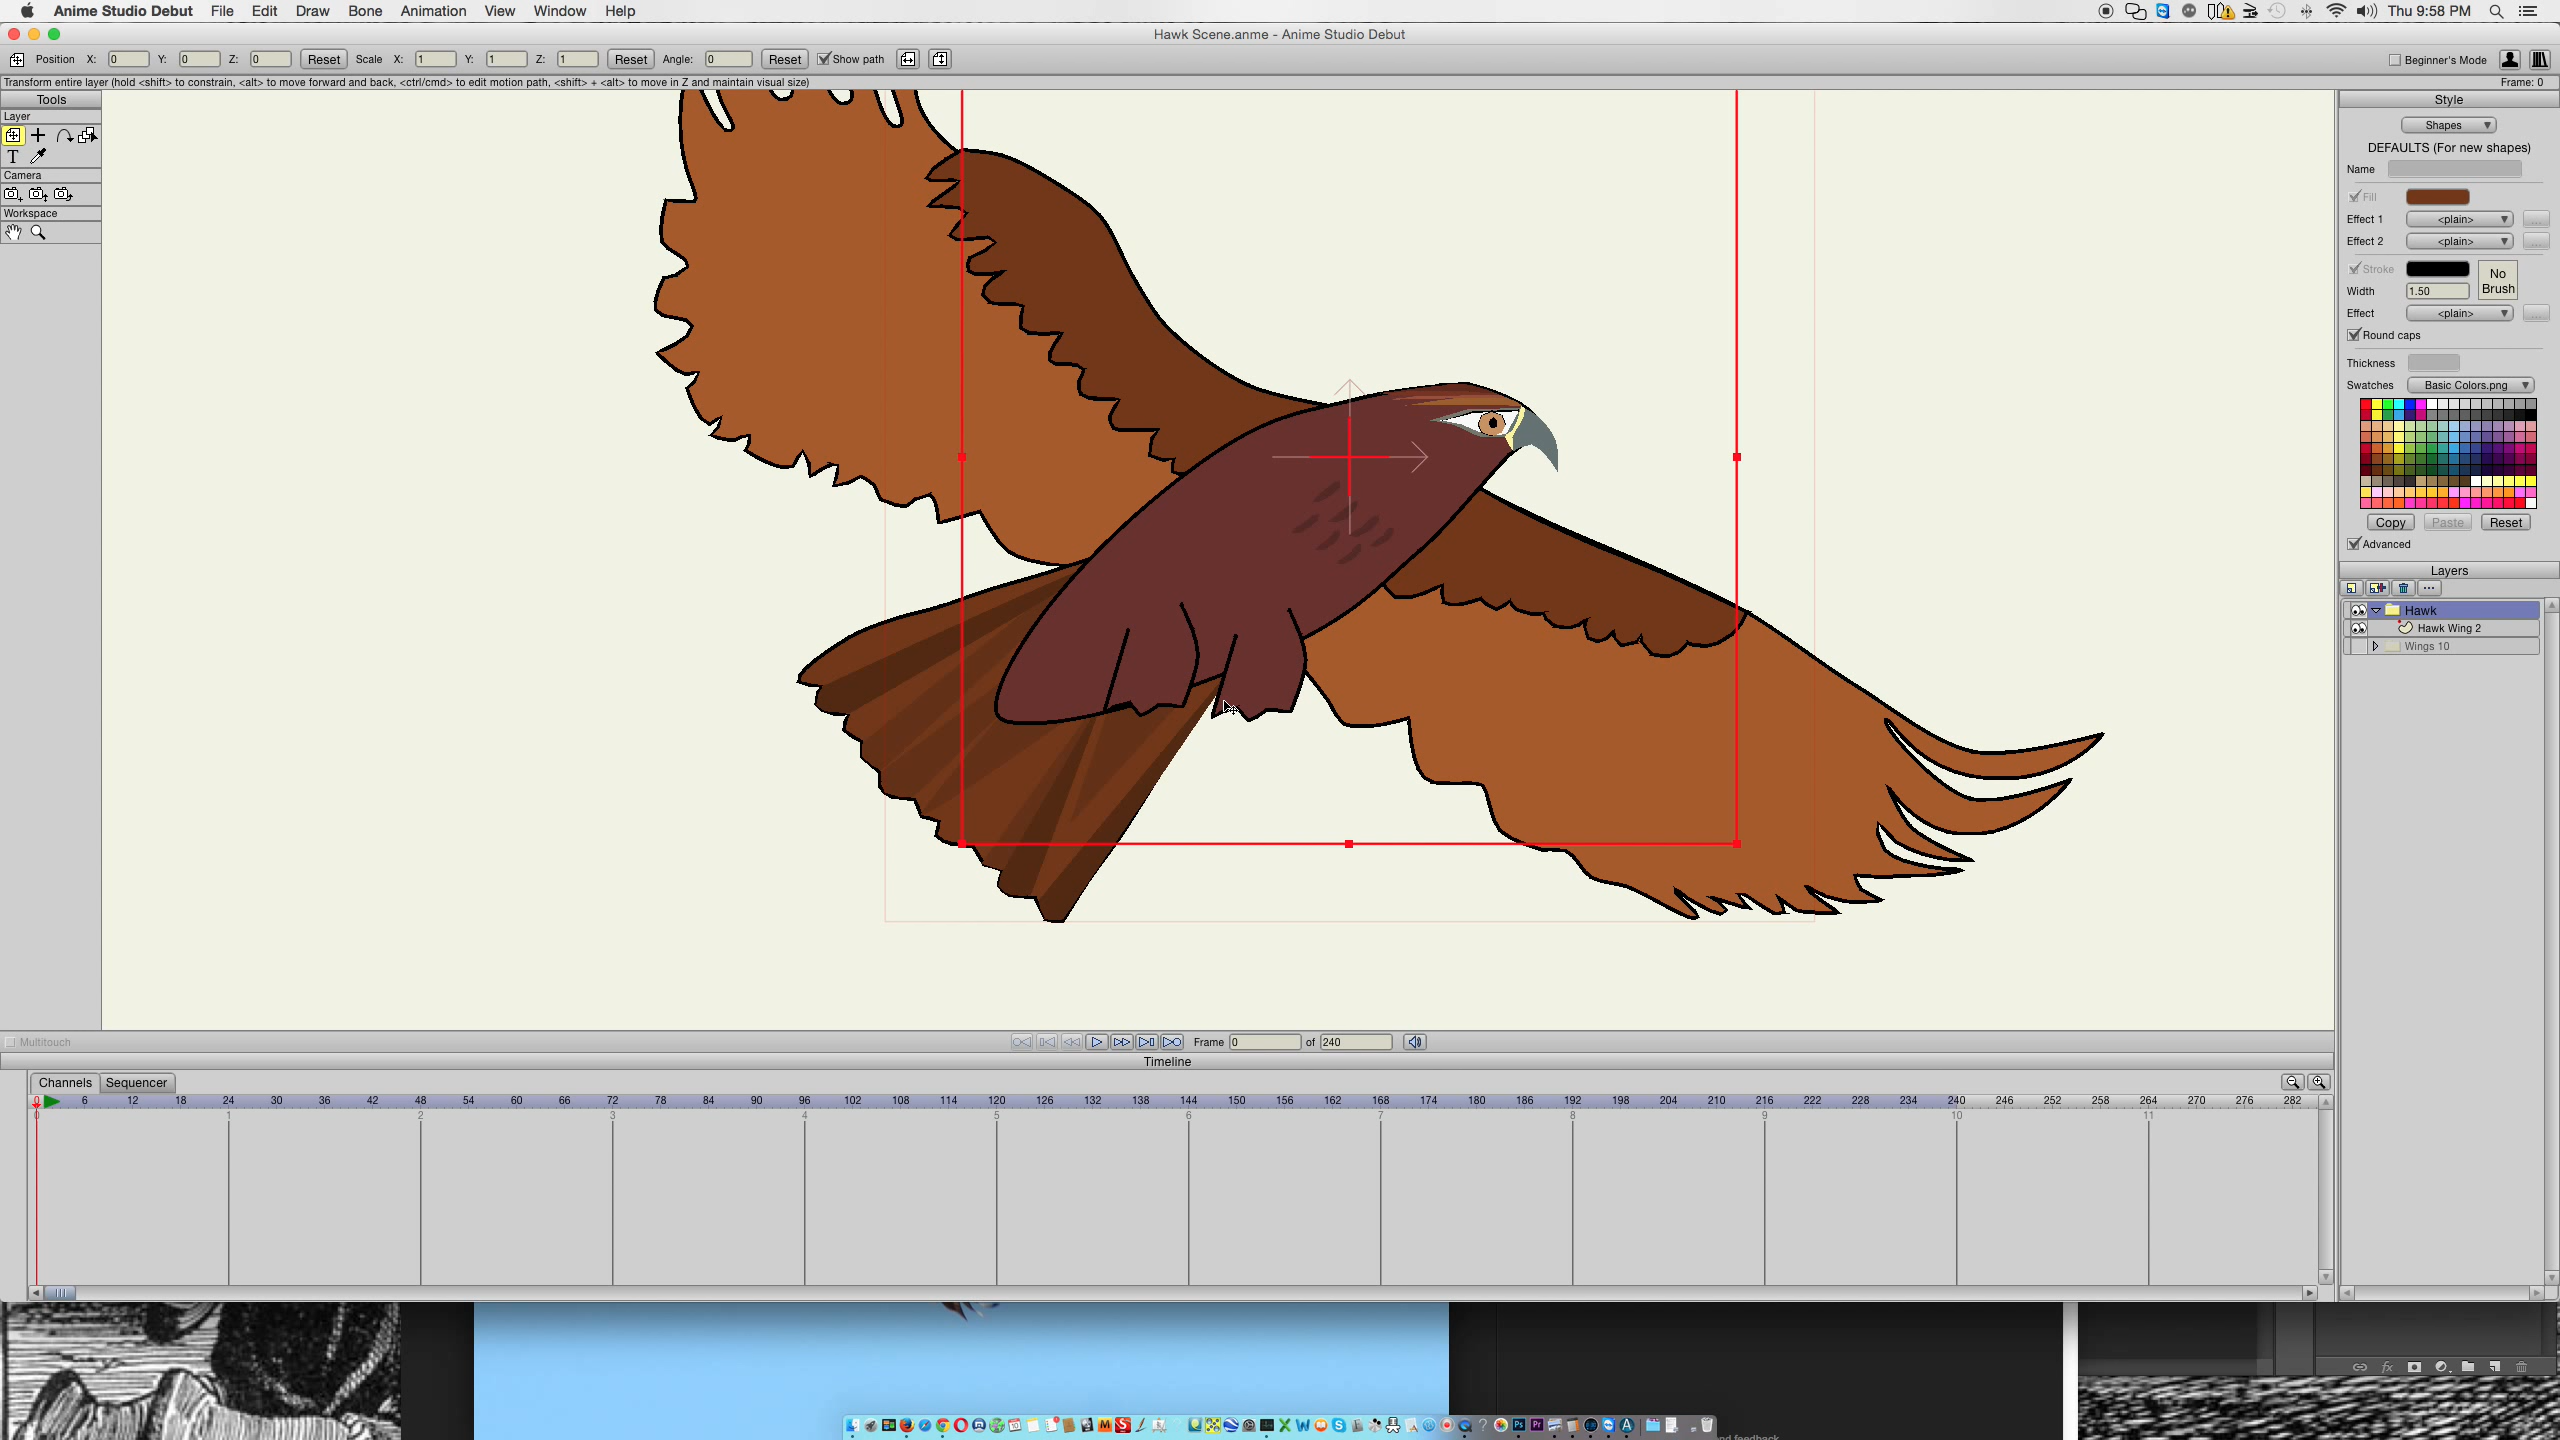 Anime Studio Debut File Edit Draw Bone Animation View Window Help Thu 9:58 PM
Hawk Scene.anme - Anime Studio Debut
Position X: 0 Y: 0 Z: 0 Reset Scale X: 1 Y: 1 Z: 1 Reset Angle: 0 Reset Show path Beginner's Mode
Transform entire layer (hold <shift> to constrain, <alt> to move forward and back, <ctrl/cmd> to edit motion path, <shift> + <alt> to move in Z and maintain visual size) Frame: 0
Tools
Layer
T
Camera
Workspace
Style
Shapes
DEFAULTS (For new shapes)
Name
Fill
Effect 1 <plain> ...
Effect 2 <plain> ...
Stroke
No Brush
Width 1.50
Effect <plain> ...
Round caps
Thickness
Swatches Basic Colors.png
Copy Paste Reset
Advanced
Layers
Hawk
Hawk Wing 2
Wings 10
Multitouch Frame 0 of 240
Timeline
Channels Sequencer
0 6 12 18 24 30 36 42 48 54 60 66 72 78 84 90 96 102 108 114 120 126 132 138 144 150 156 162 168 174 180 186 192 198 204 210 216 222 228 234 240 246 252 258 264 270 276 282
0 1 2 3 4 5 6 7 8 9 10 11
fx
nd feedback